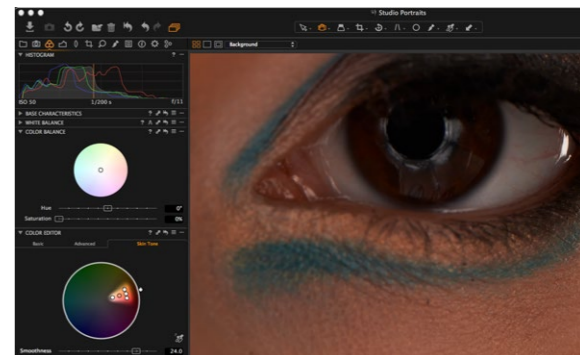 Studio Portraits
Background
HISTOGRAM
ISO 50 1/200 s f/11
BASE CHARACTERISTICS
WHITE BALANCE
COLOR BALANCE
Hue 0°
Saturation 0%
COLOR EDITOR
Basic Advanced Skin Tone
Smoothness 24.0